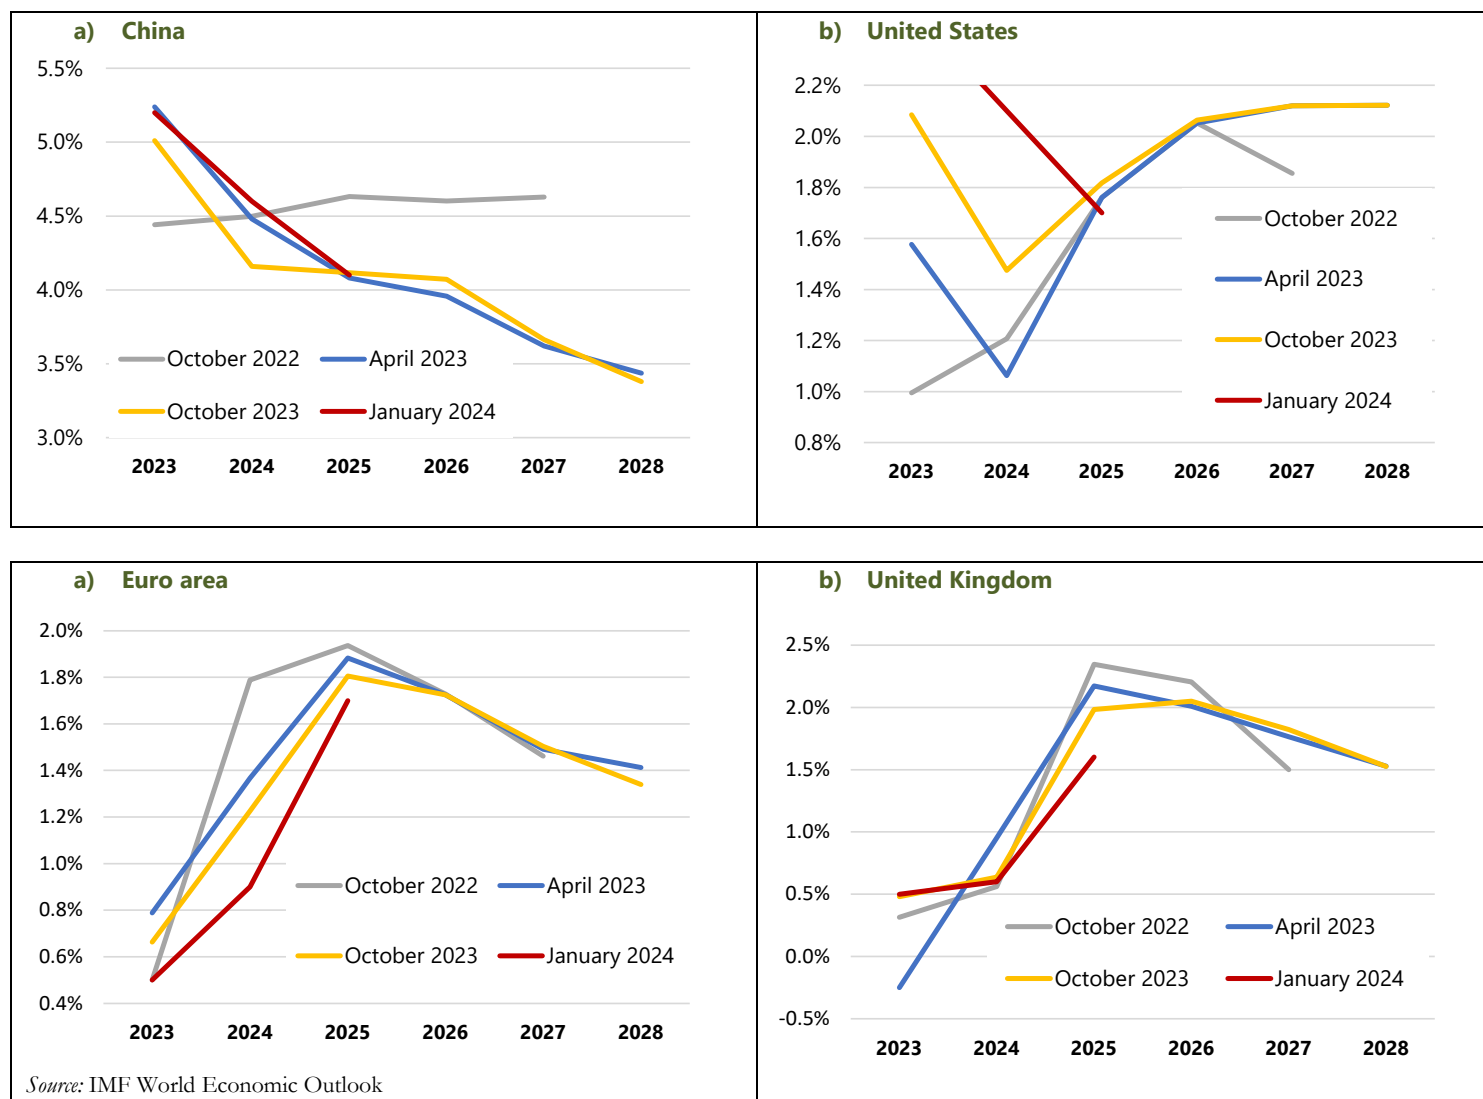 a) China
5.5%
5.0%
4.5%
4.0%
3.5%
3.0%
October 2022 April 2023
October 2023 January 2024
2023 2024 2025 2026 2027 2028
b) United States
2.2%
2.0%
1.8%
1.6%
1.4%
1.2%
1.0%
0.8%
October 2022
April 2023
October 2023
January 2024
2023 2024 2025 2026 2027 2028
a) Euro area
2.0%
1.8%
1.6%
1.4%
1.2%
1.0%
0.8%
0.6%
0.4%
October 2022 April 2023
October 2023 January 2024
2023 2024 2025 2026 2027 2028
Source: IMF World Economic Outlook
b) United Kingdom
2.5%
2.0%
1.5%
1.0%
0.5%
0.0%
-0.5%
October 2022 April 2023
October 2023 January 2024
2023 2024 2025 2026 2027 2028